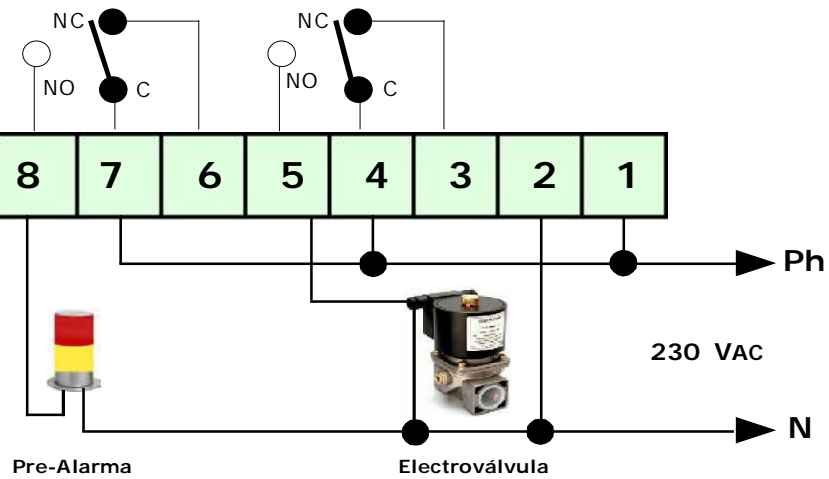 NC NC
NO C NO C
8 7 6 5 4 3 2 1
Ph
230 VAC
N
Pre-Alarma Electroválvula